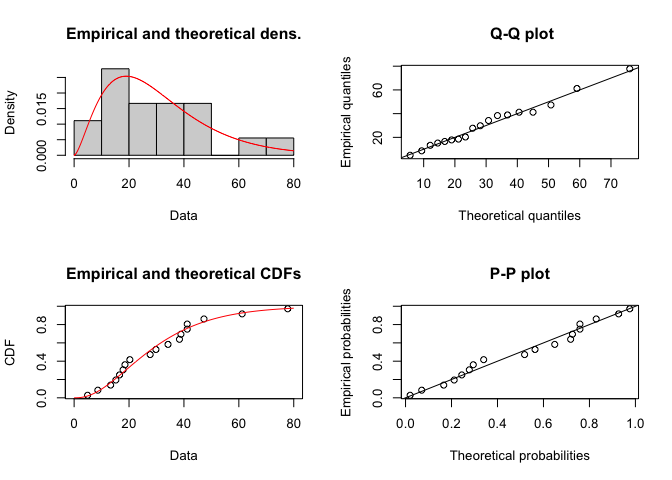 Empirical and theoretical dens.
Density
0.000
0.015
0
20
40
60
80
Data
Q-Q plot
Empirical quantiles
20
60
10
20
30
40
50
60
70
Theoretical quantiles
Empirical and theoretical CDFs
CDF
0.0
0.4
0.8
0
20
40
60
80
Data
P-P plot
Empirical probabilities
0.0
0.4
0.8
0.0
0.2
0.4
0.6
0.8
1.0
Theoretical probabilities